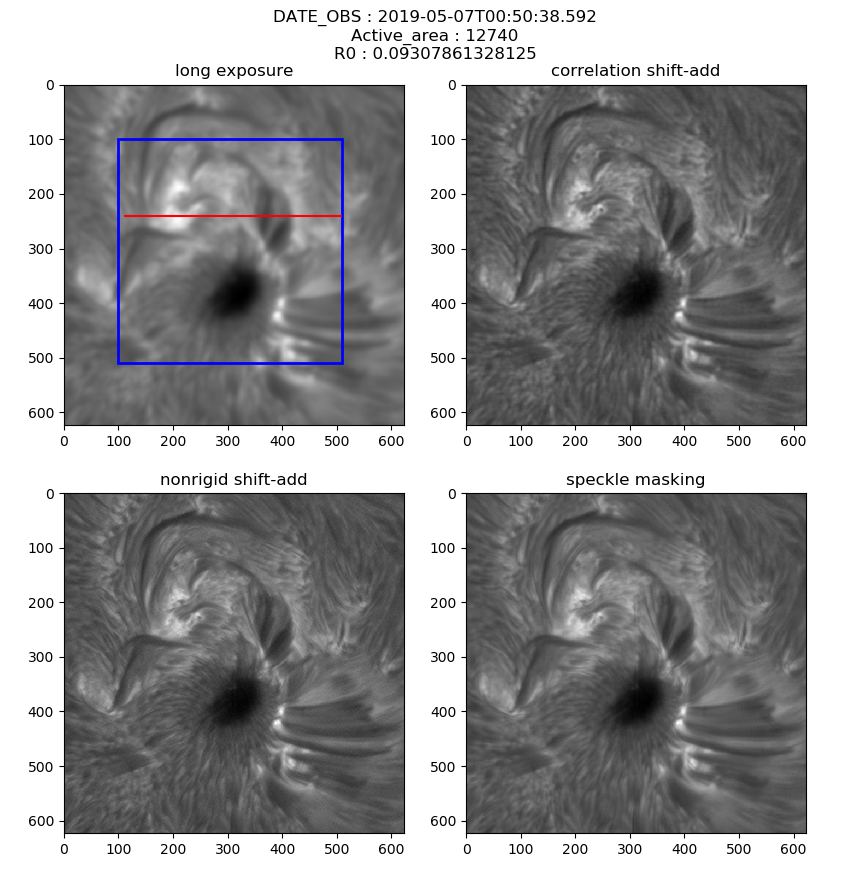 DATE_OBS : 2019-05-07T00:50:38.592
Active_area : 12740
R0 : 0.09307861328125
long exposure
correlation shift-add
0
100
200
300
400
500
600
0 100 200 300 400 500 600
0
100
200
300
400
500
600
0 100 200 300 400 500 600
nonrigid shift-add
speckle masking
0
100
200
300
400
500
600
0 100 200 300 400 500 600
0
100
200
300
400
500
600
0 100 200 300 400 500 600